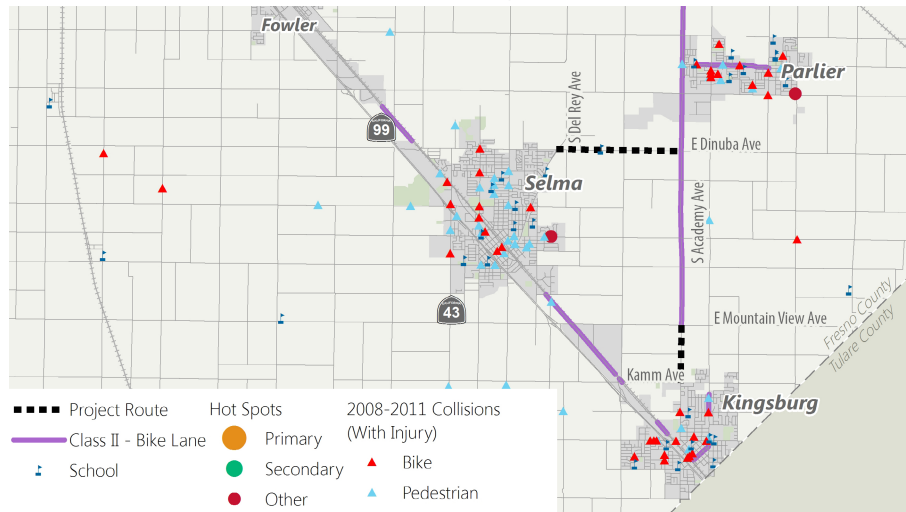 Fowler
Parlier
99
S Del Rey Ave
E Dinuba Ave
Selma
S Academy Ave
43
E Mountain View Ave
Fresno County
Tulare County
Kamm Ave
Kingsburg
Project Route
Class II - Bike Lane
School
Hot Spots
Primary
Secondary
Other
2008-2011 Collisions
(With Injury)
Bike
Pedestrian